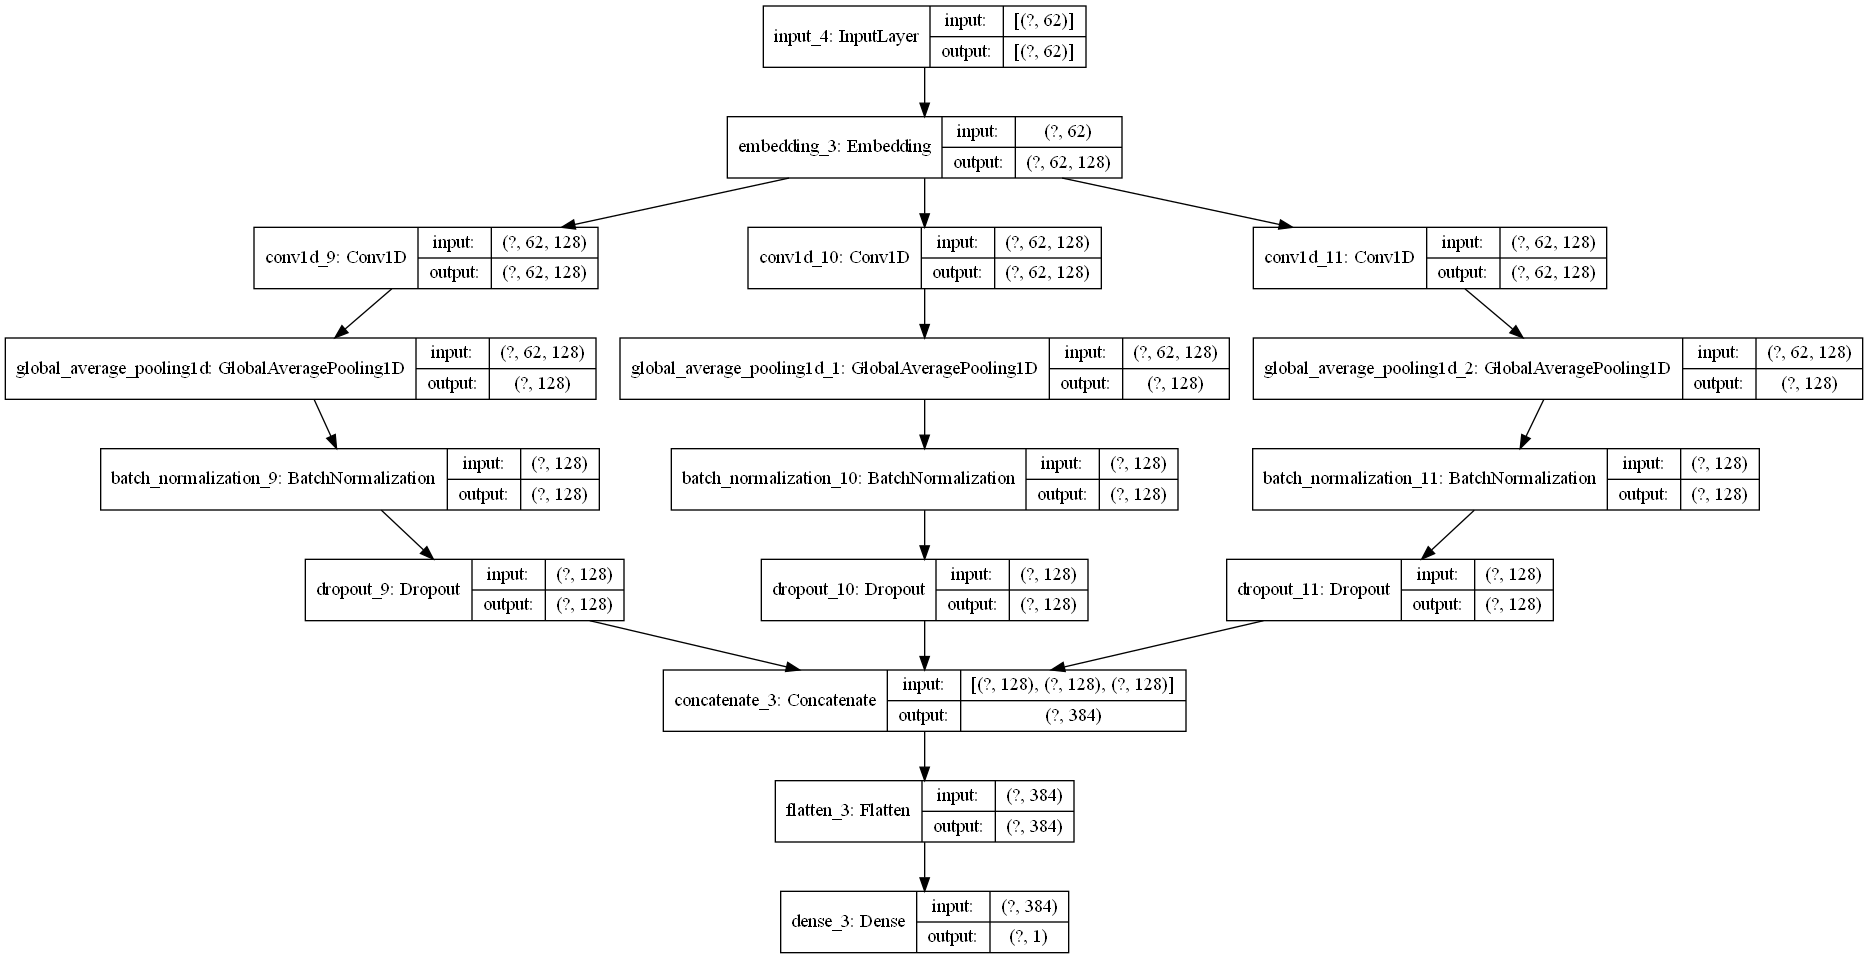 input_4: InputLayer
input: [(?, 62)]
output: [(?, 62)]
embedding_3: Embedding
input: (?, 62)
output: (?, 62, 128)
conv1d_9: Conv1D
input: (?, 62, 128)
output: (?, 62, 128)
conv1d_10: Conv1D
input: (?, 62, 128)
output: (?, 62, 128)
conv1d_11: Conv1D
input: (?, 62, 128)
output: (?, 62, 128)
global_average_pooling1d: GlobalAveragePooling1D
input: (?, 62, 128)
output: (?, 128)
global_average_pooling1d_1: GlobalAveragePooling1D
input: (?, 62, 128)
output: (?, 128)
global_average_pooling1d_2: GlobalAveragePooling1D
input: (?, 62, 128)
output: (?, 128)
batch_normalization_9: BatchNormalization
input: (?, 128)
output: (?, 128)
batch_normalization_10: BatchNormalization
input: (?, 128)
output: (?, 128)
batch_normalization_11: BatchNormalization
input: (?, 128)
output: (?, 128)
dropout_9: Dropout
input: (?, 128)
output: (?, 128)
dropout_10: Dropout
input: (?, 128)
output: (?, 128)
dropout_11: Dropout
input: (?, 128)
output: (?, 128)
concatenate_3: Concatenate
input: [(?, 128), (?, 128), (?, 128)]
output: (?, 384)
flatten_3: Flatten
input: (?, 384)
output: (?, 384)
dense_3: Dense
input: (?, 384)
output: (?, 1)